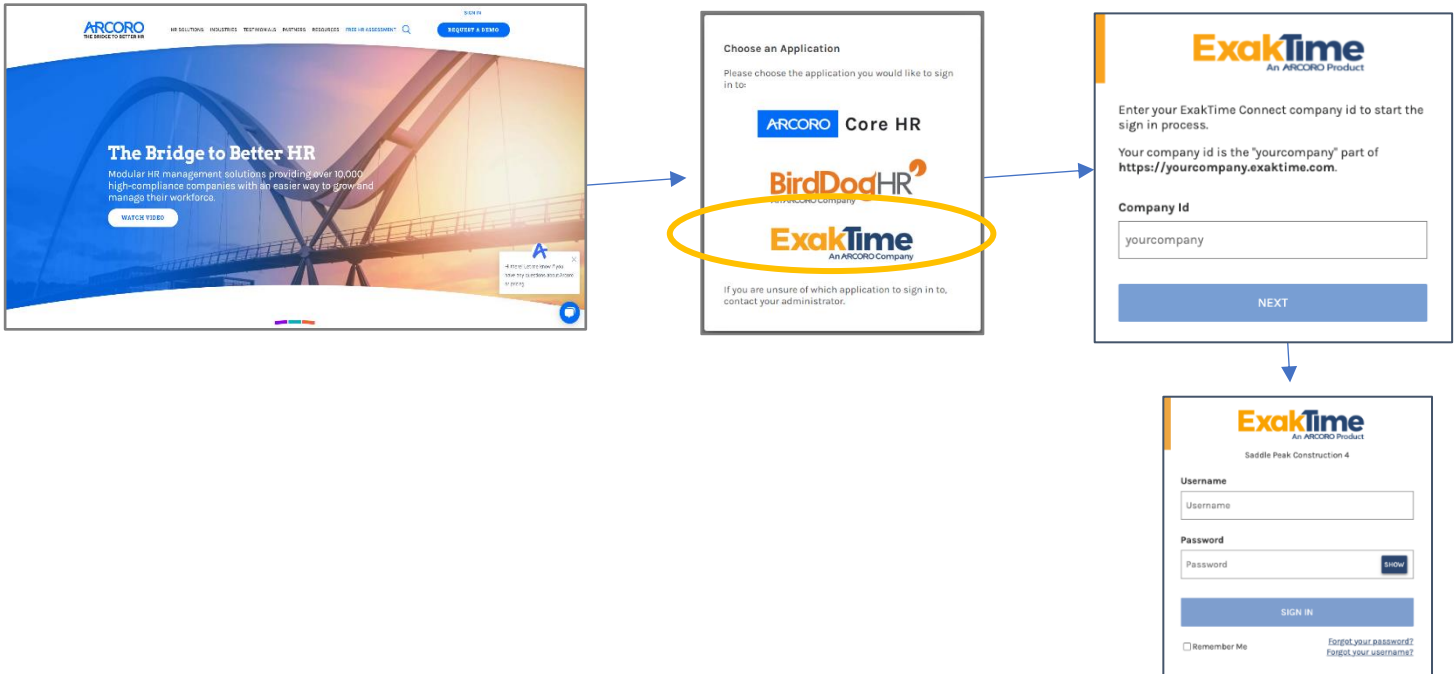 SIGN IN
ARCORO
THE BRIDGE TO BETTER HR
HR SOLUTIONS INDUSTRIES TESTIMONIALS PARTNERS RESOURCES FREE HR ASSESSMENT
REQUEST A DEMO
The Bridge to Better HR
Modular HR management solutions providing over 10,000
high-compliance companies with an easier way to grow and
manage their workforce.
WATCH VIDEO
Choose an Application
Please choose the application you would like to sign
in to:
ARCORO Core HR
BirdDogHR
An ARCORO Company
ExakTime
An ARCORO Company
If you are unsure of which application to sign in to,
contact your administrator.
ExakTime
An ARCORO Product
Enter your ExakTime Connect company id to start the
sign in process.
Your company id is the "yourcompany" part of
https://yourcompany.exaktime.com.
Company Id
yourcompany
NEXT
ExakTime
An ARCORO Product
Saddle Peak Construction 4
Username
Username
Password
Password
SHOW
SIGN IN
Remember Me
Forgot your password?
Forgot your username?